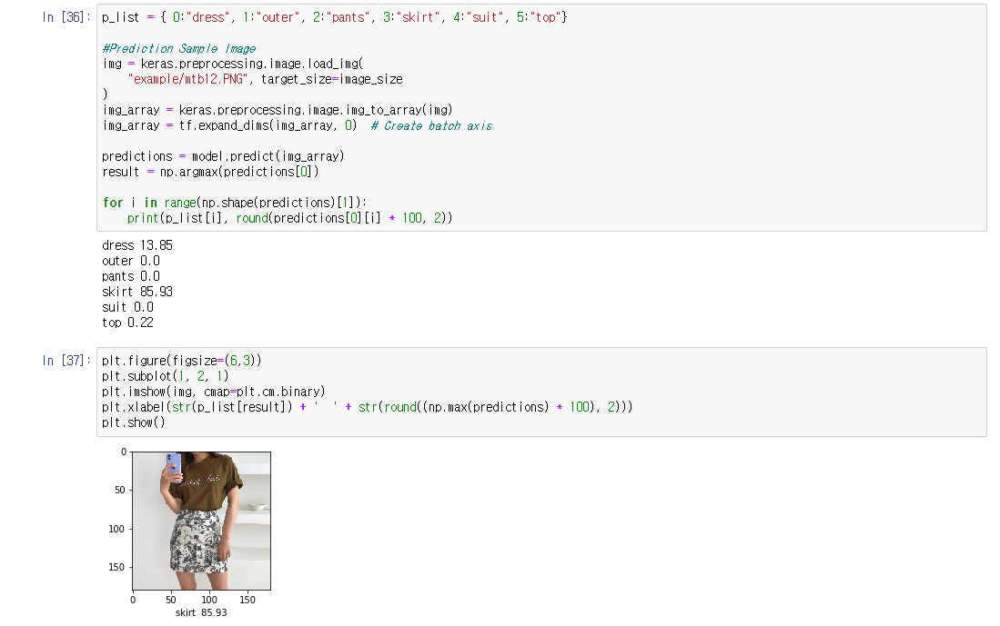 In [36]:
p_list = { 0:"dress", 1:"outer", 2:"pants", 3:"skirt", 4:"suit", 5:"top"}
#Prediction Sample Image
img = keras.preprocessing.image.load_img(
    "example/mtb12.PNG", target_size=image_size
)
img_array = keras.preprocessing.image.img_to_array(img)
img_array = tf.expand_dims(img_array, 0)  # Create batch axis
predictions = model.predict(img_array)
result = np.argmax(predictions[0])
for i in range(np.shape(predictions)[1]):
    print(p_list[i], round(predictions[0][i] * 100, 2))
dress 13.85
outer 0.0
pants 0.0
skirt 85.93
suit 0.0
top 0.22
In [37]:
plt.figure(figsize=(6,3))
plt.subplot(1, 2, 1)
plt.imshow(img, cmap=plt.cm.binary)
plt.xlabel(str(p_list[result]) + '  ' + str(round((np.max(predictions) * 100), 2)))
plt.show()
0
50
100
150
0 50 100 150
skirt  85.93